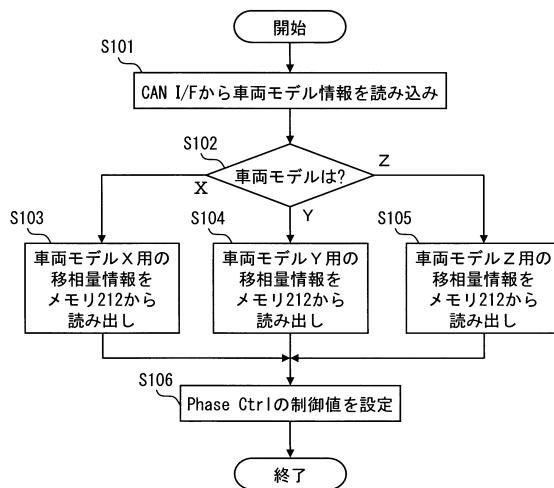 開始
S101
CAN I/Fから車両モデル情報を読み込み
S102
車両モデルは?
X
Y
Z
S103
車両モデルX用の
移相量情報を
メモリ212から
読み出し
S104
車両モデルY用の
移相量情報を
メモリ212から
読み出し
S105
車両モデルZ用の
移相量情報を
メモリ212から
読み出し
S106
Phase Ctrlの制御値を設定
終了